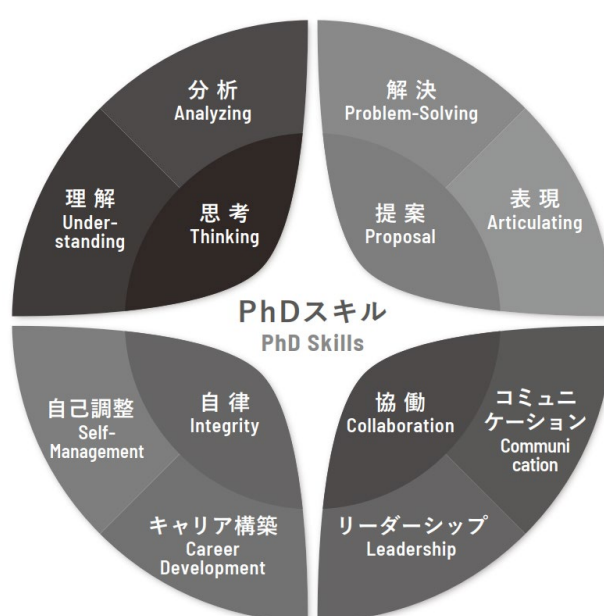 分析
Analyzing
理解
Under-
standing
思考
Thinking
解決
Problem-Solving
提案
Proposal
表現
Articulating
PhDスキル
PhD Skills
自己調整
Self-
Management
自律
Integrity
キャリア構築
Career
Development
協働
Collaboration
コミュニ
ケーション
Communi
cation
リーダーシップ
Leadership